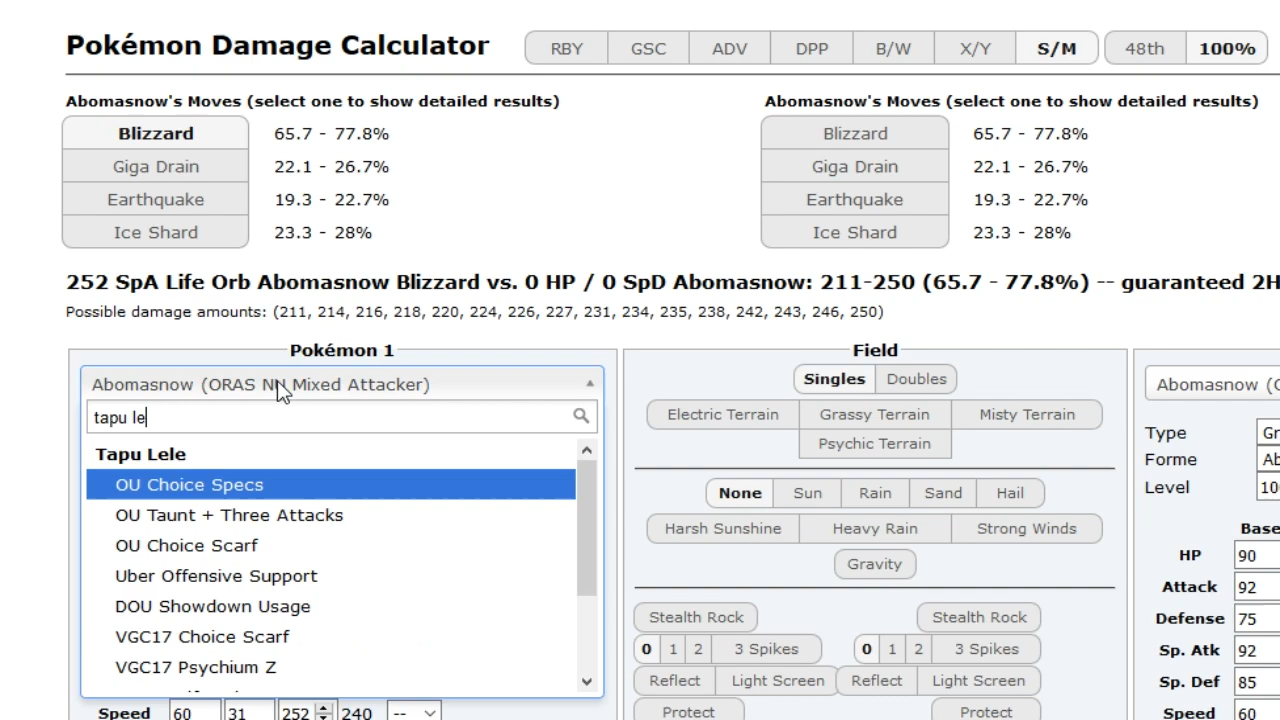 Pokémon Damage Calculator RBY GSC ADV DPP B/W X/Y S/M 48th 100%
Abomasnow's Moves (select one to show detailed results) Abomasnow's Moves (select one to show detailed results)
Blizzard 65.7 - 77.8% Blizzard 65.7 - 77.8%
Giga Drain 22.1 - 26.7% Giga Drain 22.1 - 26.7%
Earthquake 19.3 - 22.7% Earthquake 19.3 - 22.7%
Ice Shard 23.3 - 28% Ice Shard 23.3 - 28%
252 SpA Life Orb Abomasnow Blizzard vs. 0 HP / 0 SpD Abomasnow: 211-250 (65.7 - 77.8%) -- guaranteed 2H
Possible damage amounts: (211, 214, 216, 218, 220, 224, 226, 227, 231, 234, 235, 238, 242, 243, 246, 250)
Pokémon 1
Abomasnow (ORAS NU Mixed Attacker)
tapu le
Tapu Lele
OU Choice Specs
OU Taunt + Three Attacks
OU Choice Scarf
Uber Offensive Support
DOU Showdown Usage
VGC17 Choice Scarf
VGC17 Psychium Z
Speed 60 31 252 240 --
Field
Singles Doubles
Electric Terrain Grassy Terrain Misty Terrain
Psychic Terrain
None Sun Rain Sand Hail
Harsh Sunshine Heavy Rain Strong Winds
Gravity
Stealth Rock Stealth Rock
0 1 2 3 Spikes 0 1 2 3 Spikes
Reflect Light Screen Reflect Light Screen
Protect Protect
Abomasnow (O
Type Gr
Forme Ab
Level 10
Base
HP 90
Attack 92
Defense 75
Sp. Atk 92
Sp. Def 85
Speed 60